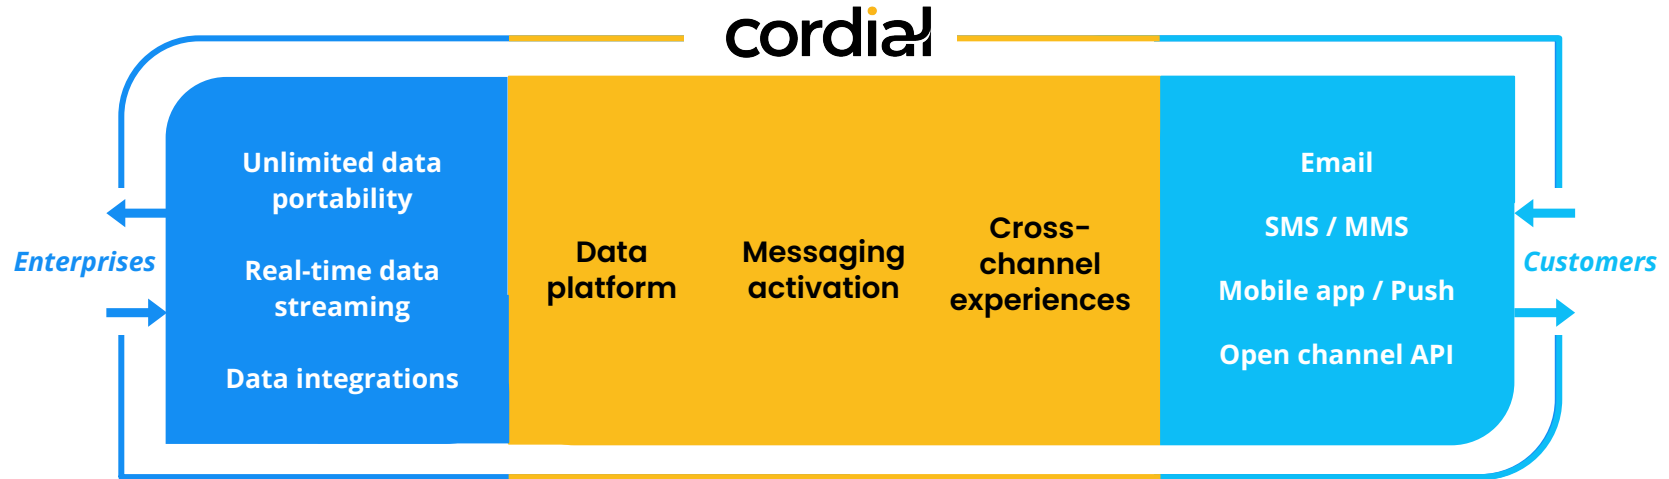 cordial
Enterprises
Unlimited data
portability
Real-time data
streaming
Data integrations
Data
platform
Messaging
activation
Cross-
channel
experiences
Email
SMS / MMS
Mobile app / Push
Open channel API
Customers